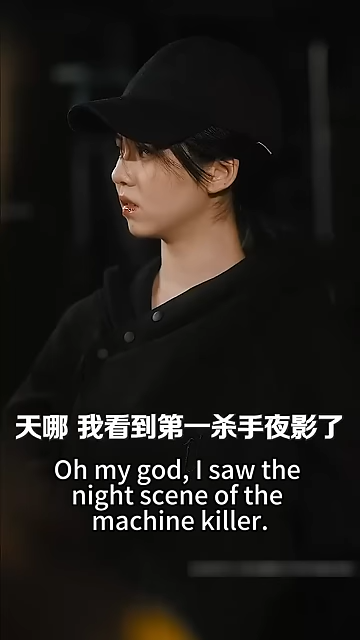 天哪 我看到第一杀手夜影了
Oh my god, I saw the
night scene of the
machine killer.